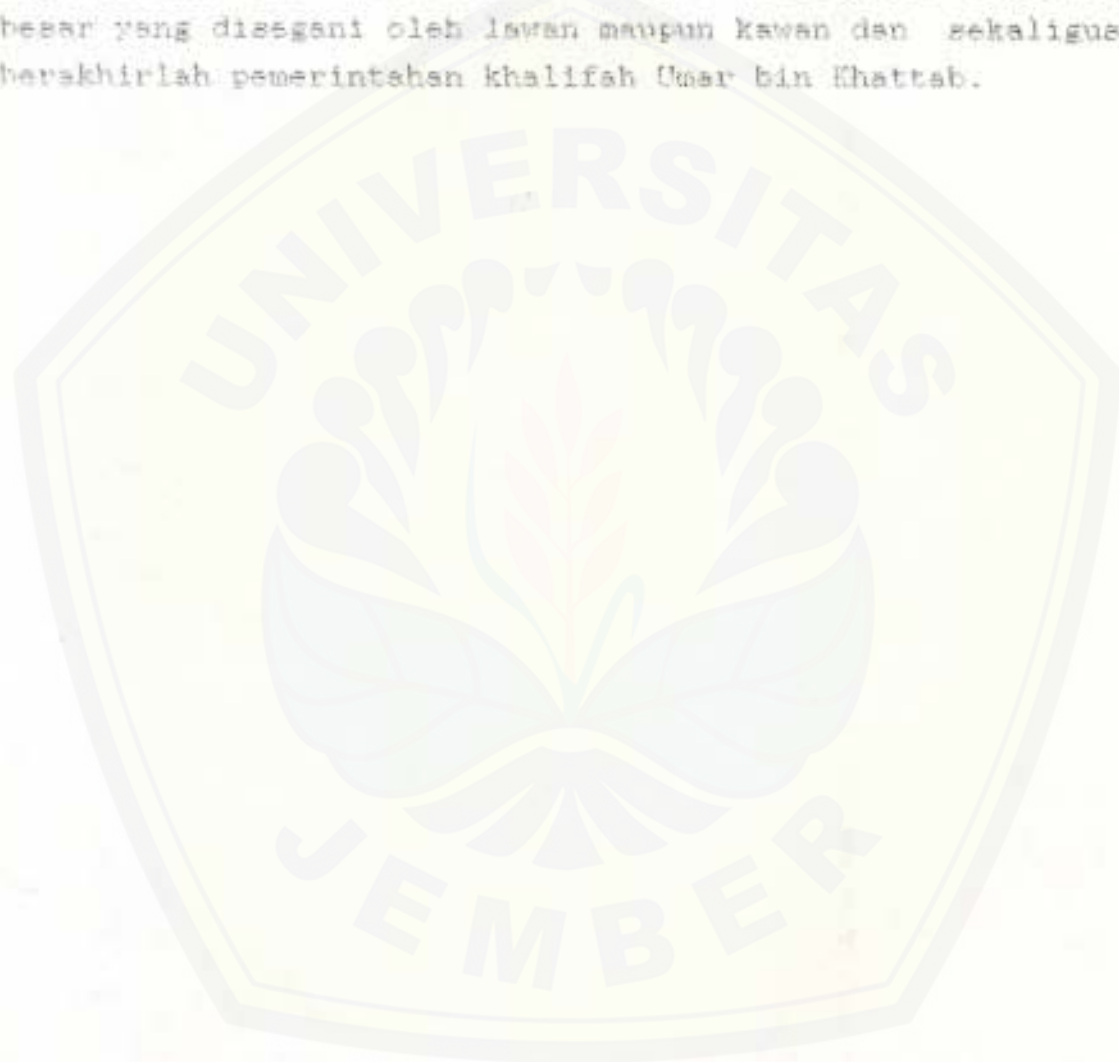 besar yang disegani oleh lawan maupun kawan dan sekaligus
berakhirlah pemerintahan khalifah Umar bin Khattab.
UNIVERSITAS
JEMBER